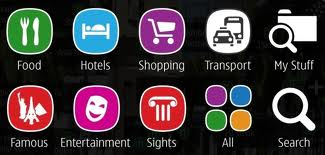 Food Hotels Shopping Transport My Stuff
Famous Entertainment Sights All Search